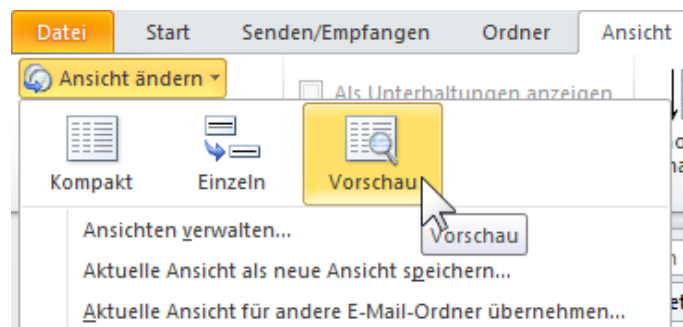 Datei Start Senden/Empfangen Ordner Ansicht
Ansicht ändern
Als Unterhaltungen anzeigen
Kompakt Einzeln Vorschau
Vorschau
Ansichten verwalten...
Aktuelle Ansicht als neue Ansicht speichern...
Aktuelle Ansicht für andere E-Mail-Ordner übernehmen...